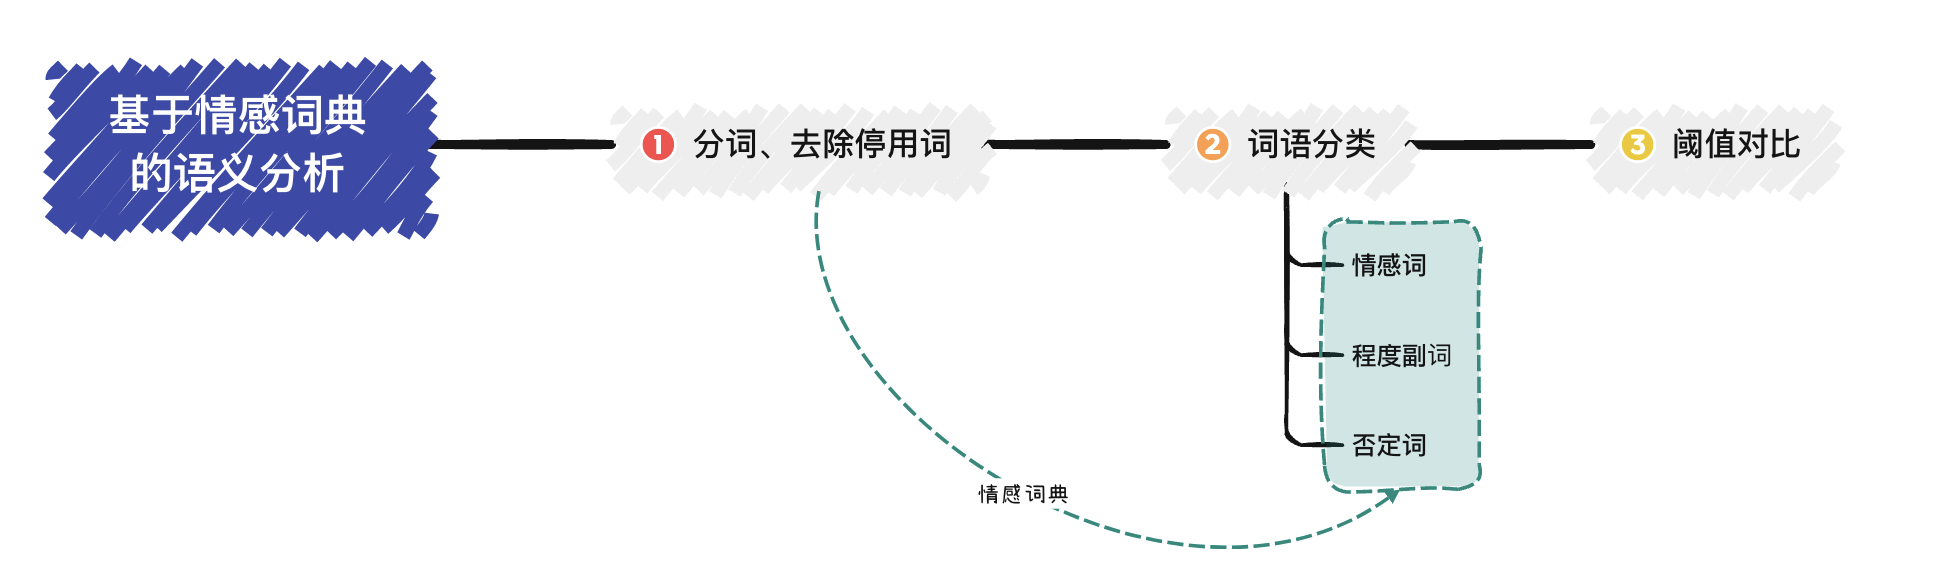 基于情感词典
的语义分析
1 分词、去除停用词
2 词语分类
3 阈值对比
情感词
程度副词
否定词
情感词典